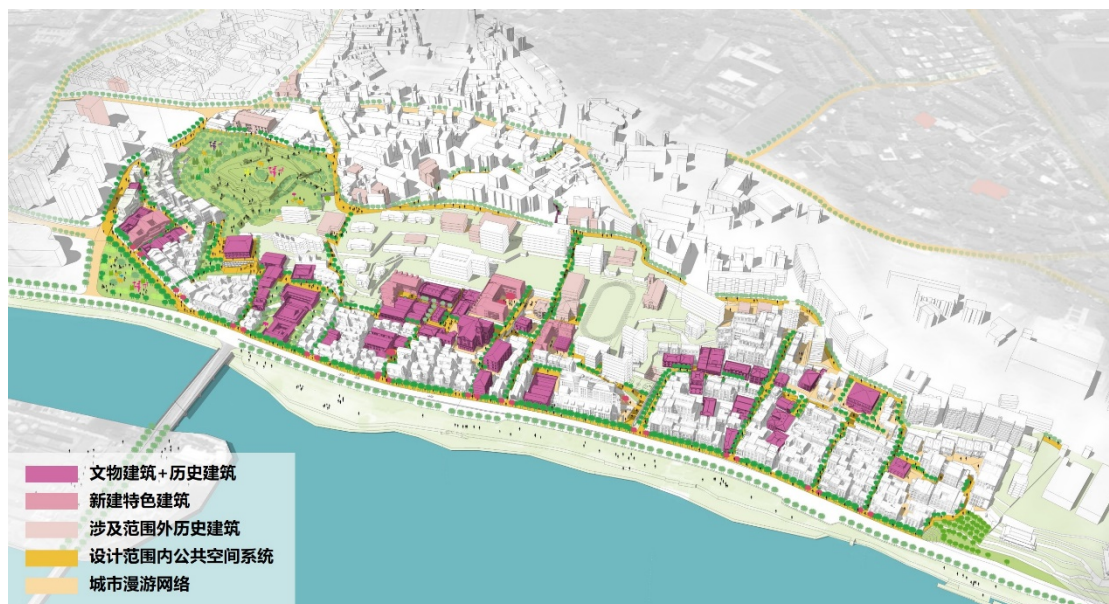 文物建筑+历史建筑
新建特色建筑
涉及范围外历史建筑
设计范围内公共空间系统
城市漫游网络